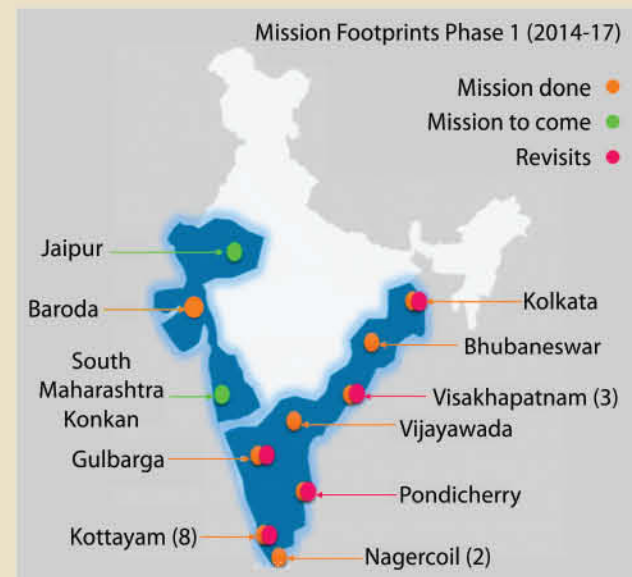 Mission Footprints Phase 1 (2014-17)
Mission done
Mission to come
Revisits
Jaipur
Baroda
South
Maharashtra
Konkan
Gulbarga
Kottayam (8)
Kolkata
Bhubaneswar
Visakhapatnam (3)
Vijayawada
Pondicherry
Nagercoil (2)